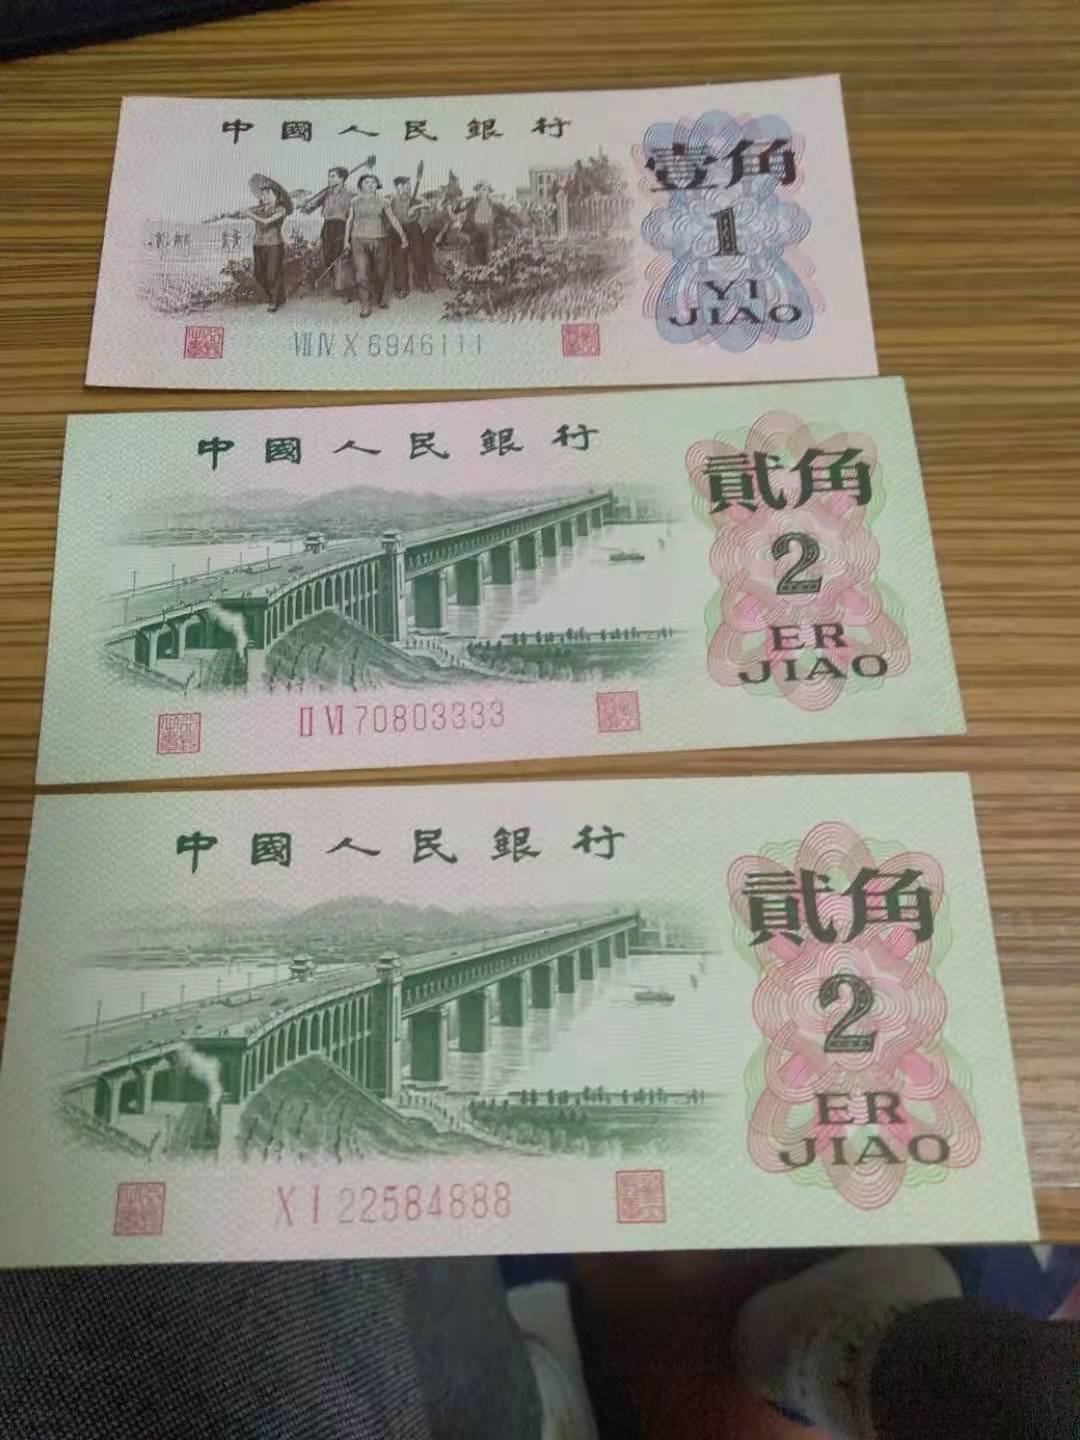 中國人民銀行
壹角
1
YI
JIAO
VII IV X 6946111
中國人民銀行
貳角
2
ER
JIAO
II VI 70803333
中國人民銀行
貳角
2
ER
JIAO
X I 22584888